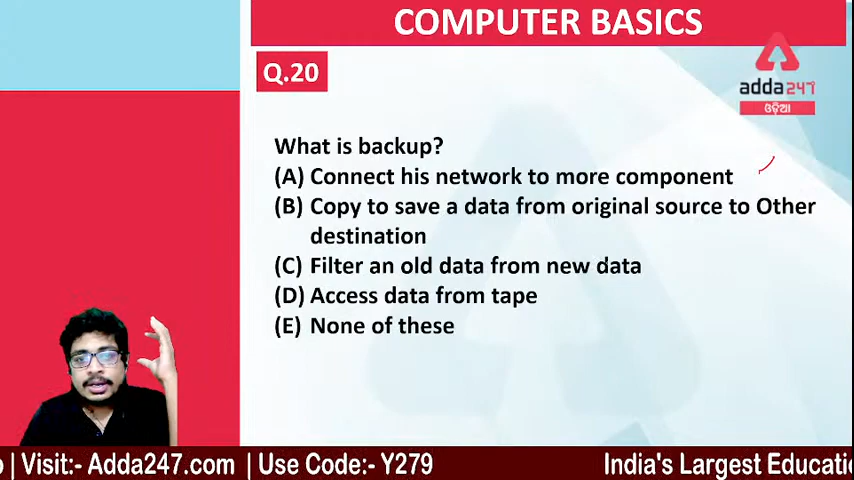 COMPUTER BASICS
Q.20
adda247
ଓଡ଼ିଆ
What is backup?
(A) Connect his network to more component
(B) Copy to save a data from original source to Other
destination
(C) Filter an old data from new data
(D) Access data from tape
(E) None of these
| Visit:- Adda247.com | Use Code:- Y279
India's Largest